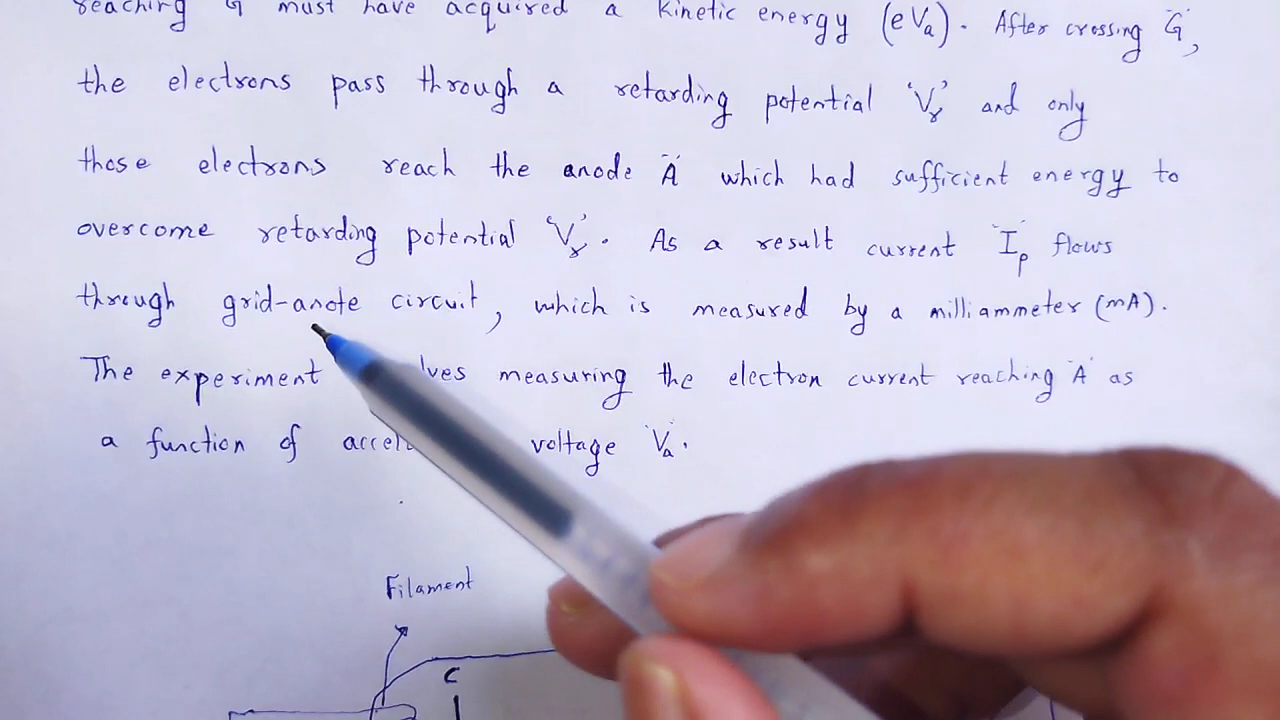 reaching G must have acquired a kinetic energy (eVa). After crossing 'G',
the electrons pass through a retarding potential 'Vr' and only
those electrons reach the anode 'A' which had sufficient energy to
overcome retarding potential 'Vr'. As a result current 'Ip' flows
through grid-anote circuit, which is measured by a milliammeter (mA).
The experiment measuring the electron current reaching 'A' as
a function of voltage 'Va'.
Filament
C